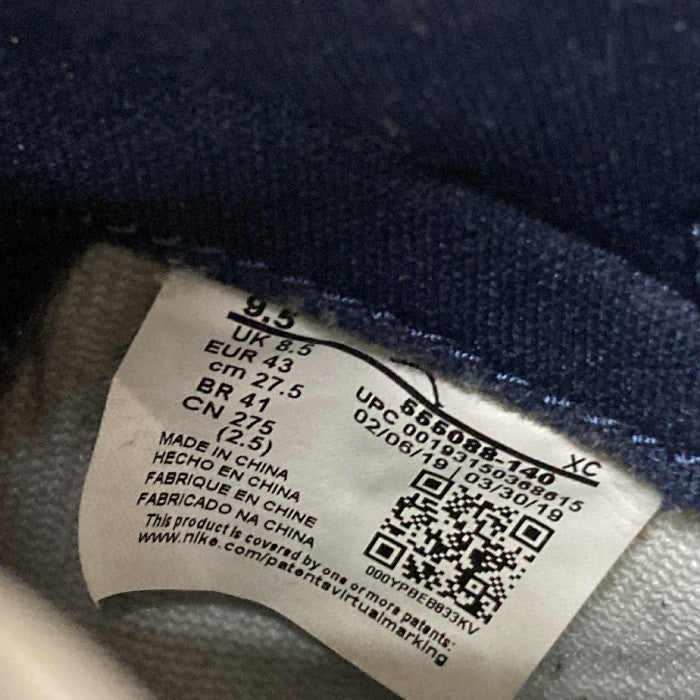 9.5
UK 8.5
EUR 43
cm 27.5
BR 41
CN 275
(2.5)
MADE IN CHINA
HECHO EN CHINA
FABRIQUE EN CHINE
FABRICADO NA CHINA
This product is covered by one or more patents:
www.nike.com/patentsvirtualmarking
555088-140
XC
UPC 00193150368615
02/06/19 | 03/30/19
000YPBEB833KV